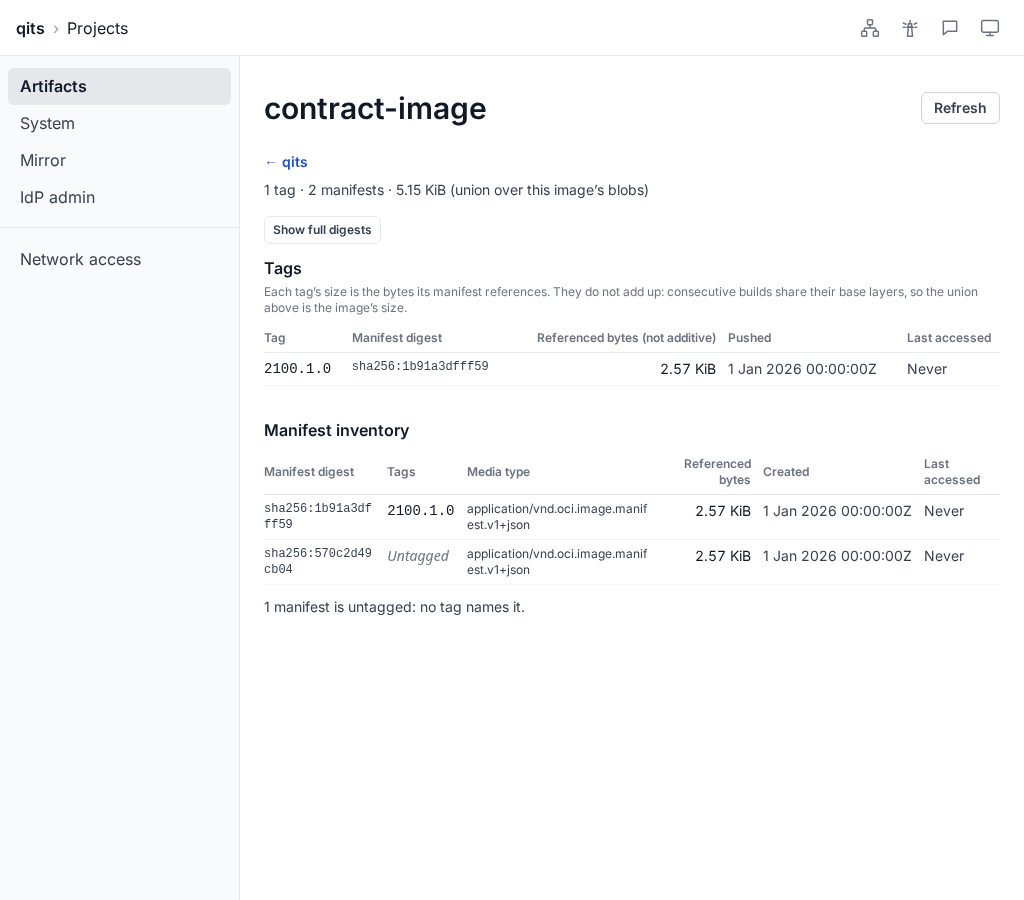 qits › Projects
Artifacts
System
Mirror
IdP admin
Network access
contract-image
Refresh
← qits
1 tag · 2 manifests · 5.15 KiB (union over this image’s blobs)
Show full digests
Tags
Each tag’s size is the bytes its manifest references. They do not add up: consecutive builds share their base layers, so the union
above is the image’s size.
Tag Manifest digest Referenced bytes (not additive) Pushed Last accessed
2100.1.0 sha256:1b91a3dfff59 2.57 KiB 1 Jan 2026 00:00:00Z Never
Manifest inventory
Manifest digest Tags Media type Referenced bytes Created Last accessed
sha256:1b91a3df 2100.1.0 application/vnd.oci.image.manif 2.57 KiB 1 Jan 2026 00:00:00Z Never
ff59 est.v1+json
sha256:570c2d49 Untagged application/vnd.oci.image.manif 2.57 KiB 1 Jan 2026 00:00:00Z Never
cb04 est.v1+json
1 manifest is untagged: no tag names it.